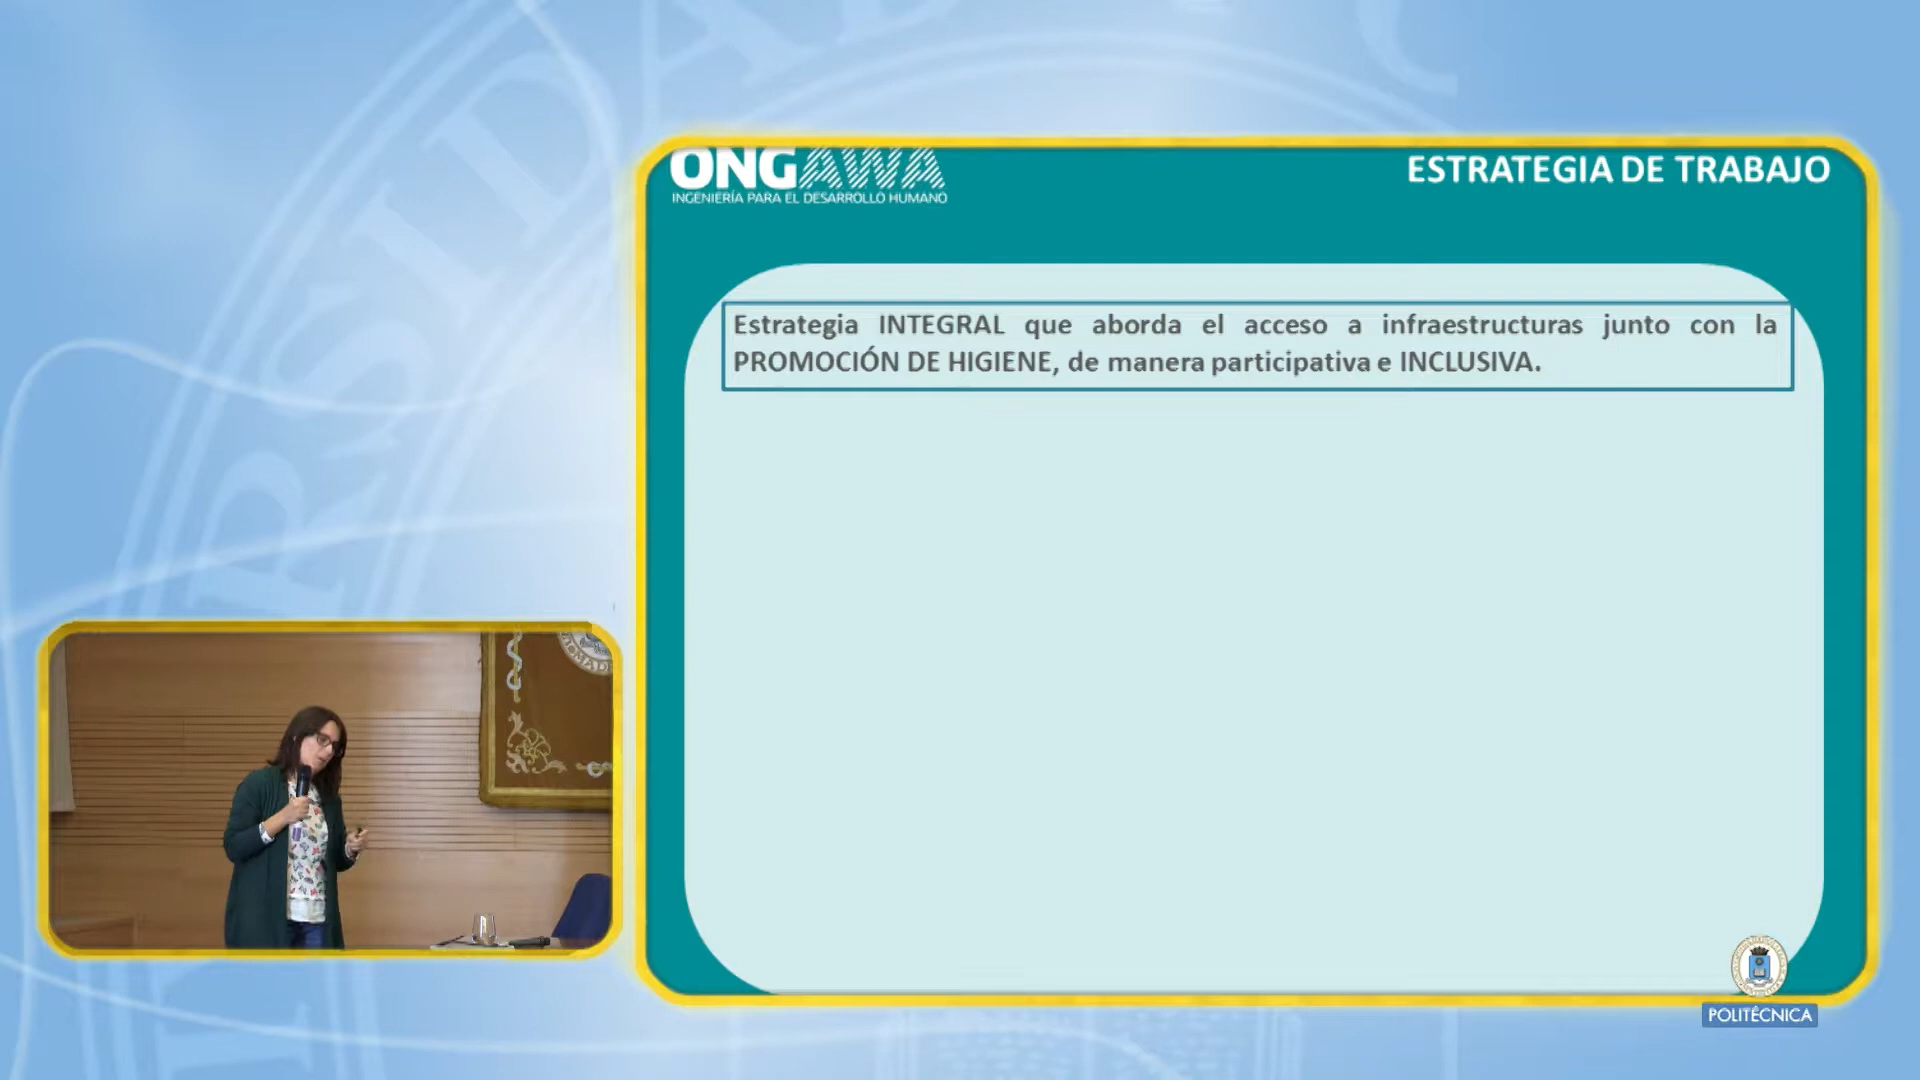 ONGAWA
INGENIERÍA PARA EL DESARROLLO HUMANO
ESTRATEGIA DE TRABAJO
Estrategia INTEGRAL que aborda el acceso a infraestructuras junto con la
PROMOCIÓN DE HIGIENE, de manera participativa e INCLUSIVA.
POLITÉCNICA